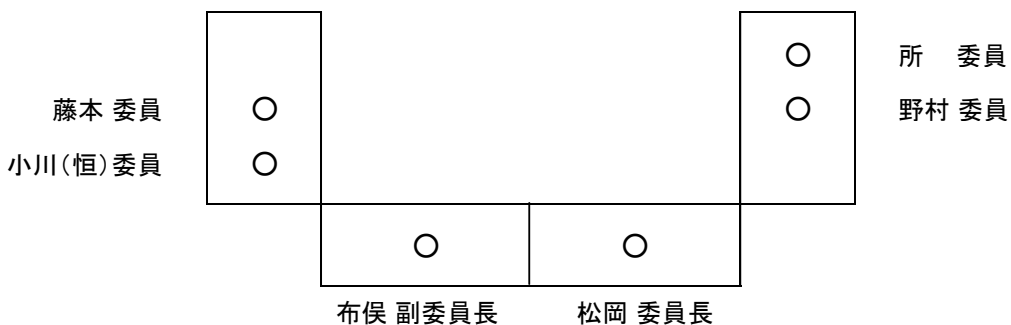 所　委員
藤本 委員
野村 委員
小川(恒)委員
布俣 副委員長
松岡 委員長